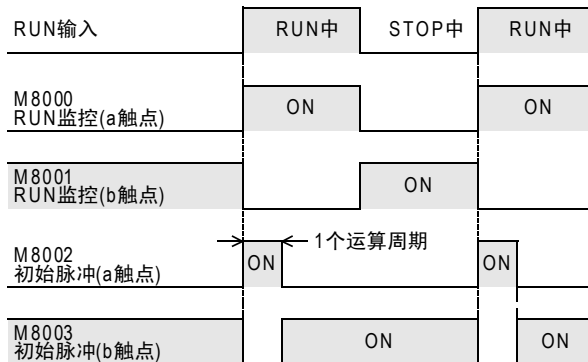 RUN输入
RUN中
STOP中
RUN中
M8000
RUN监控(a触点)
ON
ON
M8001
RUN监控(b触点)
ON
1个运算周期
M8002
初始脉冲(a触点)
ON
ON
M8003
初始脉冲(b触点)
ON
ON